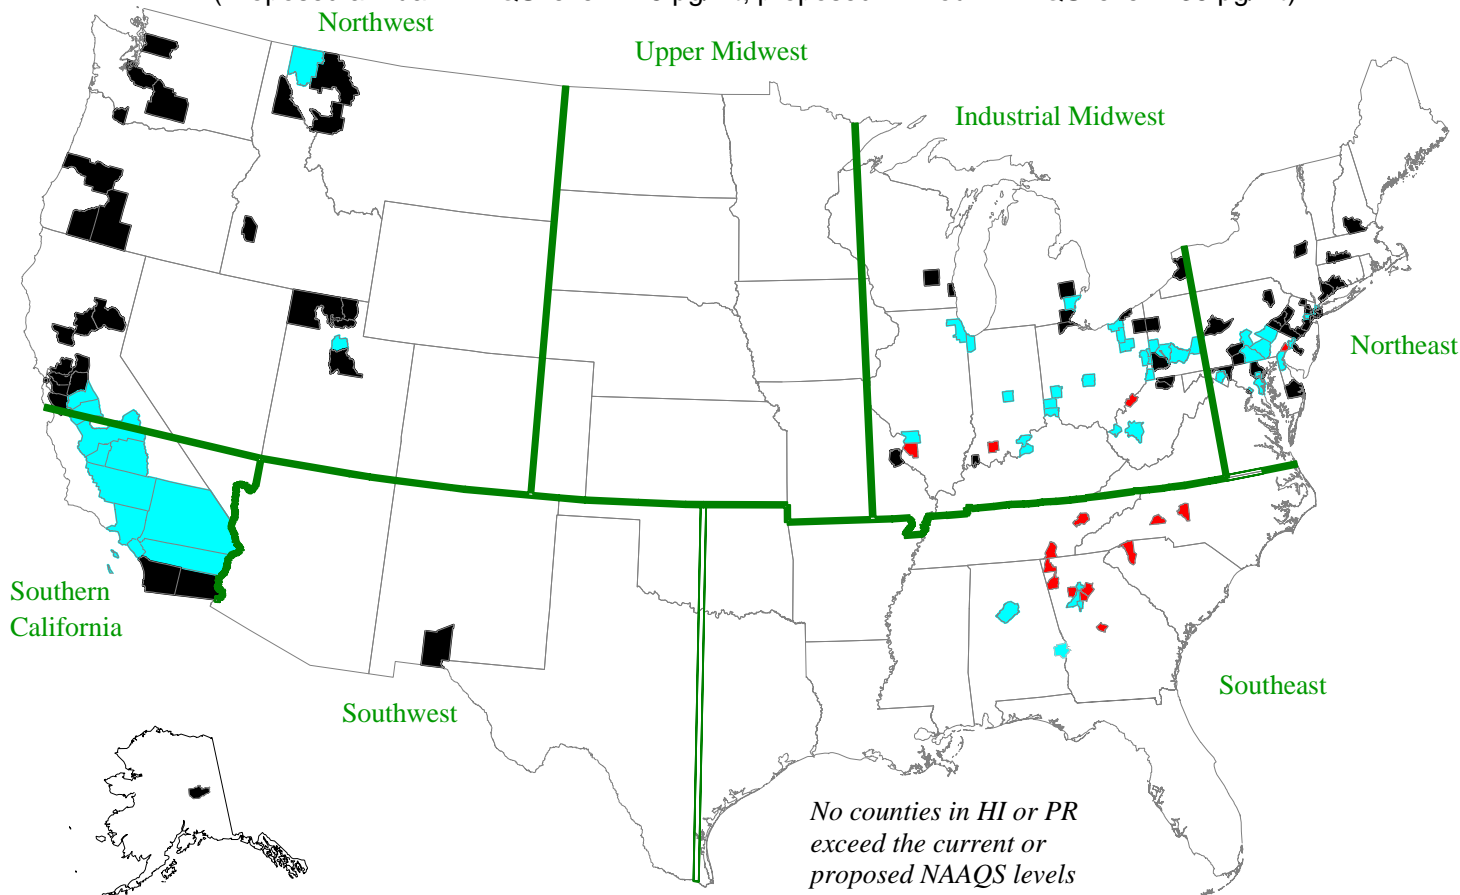 Northwest
Upper Midwest
Industrial Midwest
Northeast
Southern
California
Southwest
Southeast
No counties in HI or PR
exceed the current or
proposed NAAQS levels